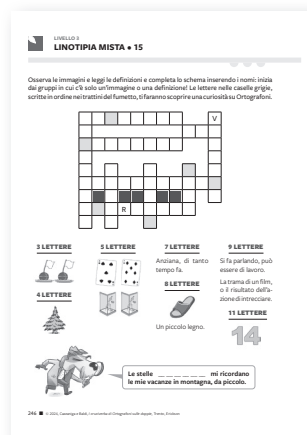 LIVELLO 3
LINOTIPIA MISTA • 15
Osserva le immagini e leggi le definizioni e completa lo schema inserendo i nomi: inizia
dai gruppi in cui c'è solo un'immagine o una definizione! Le lettere nelle caselle grigie,
scritte in ordine nei trattini del fumetto, ti faranno scoprire una curiosità su Ortografoni.
V
R
3 LETTERE
4 LETTERE
5 LETTERE
7 LETTERE
Anziana, di tanto
tempo fa.
8 LETTERE
Un piccolo legno.
9 LETTERE
Si fa parlando, può
essere di lavoro.
La trama di un film,
o il risultato dell'a-
zione di intrecciare.
11 LETTERE
14
Le stelle _ _ _ _ _ _ _ mi ricordano
le mie vacanze in montagna, da piccolo.
246 ■